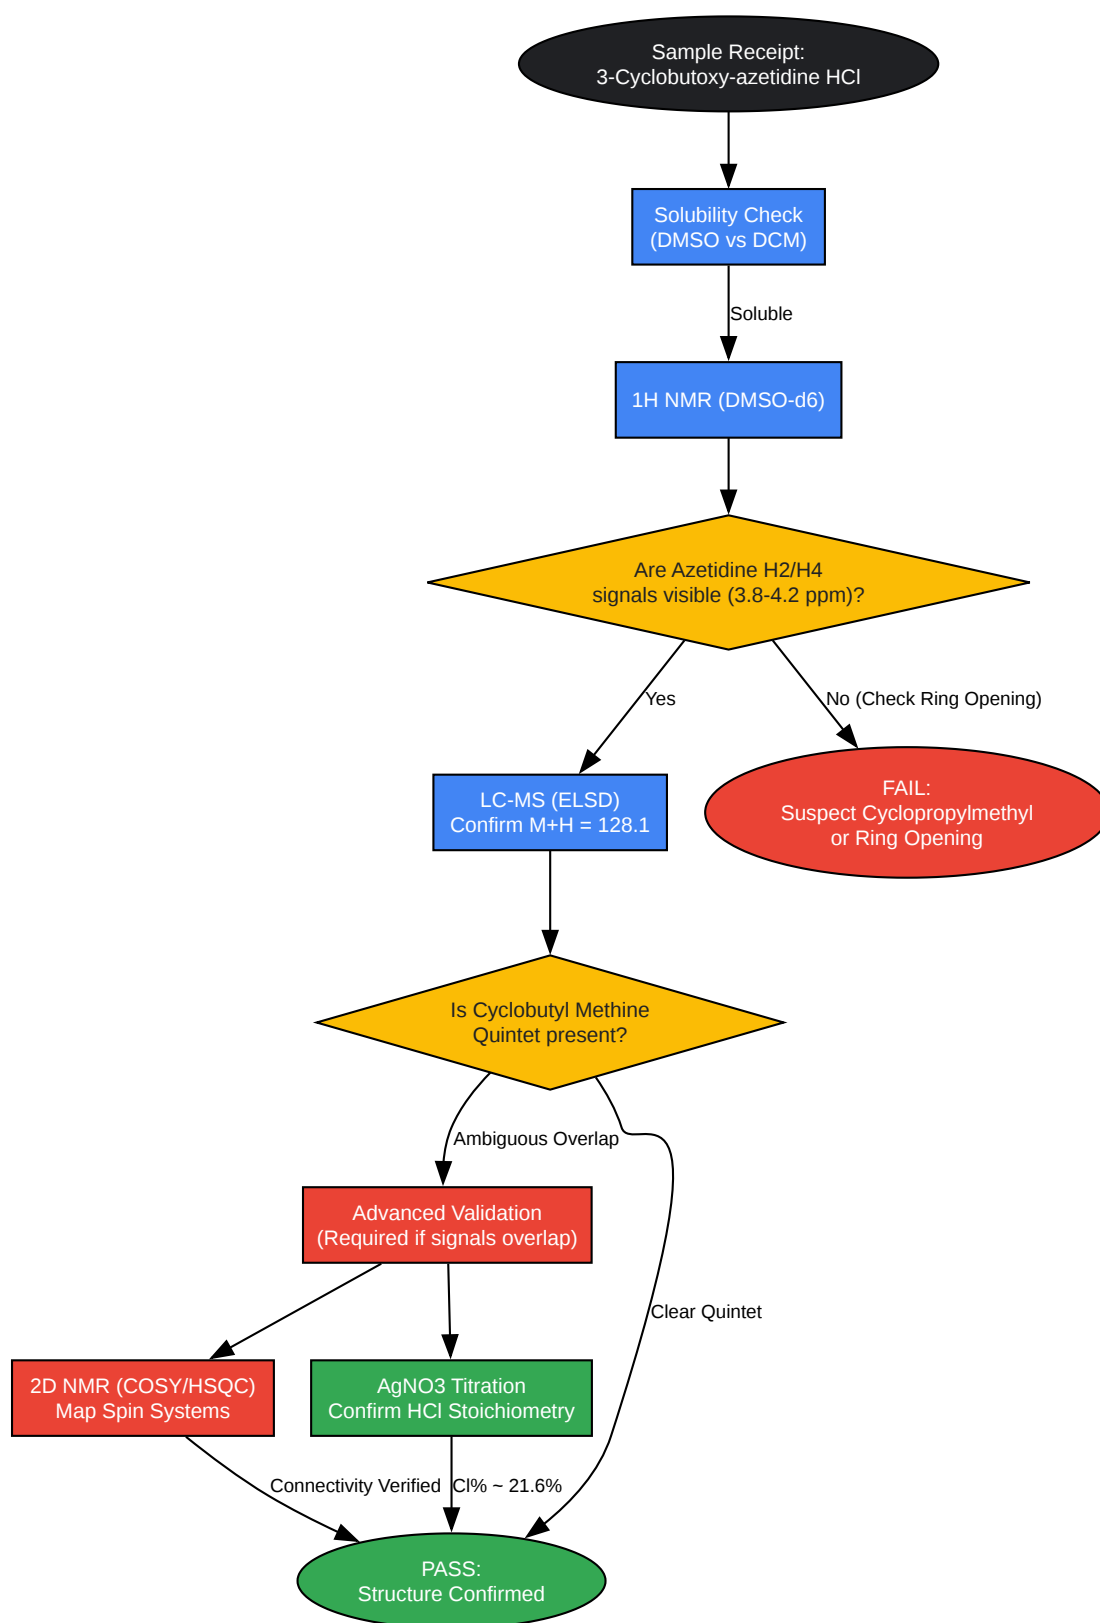 Sample Receipt:
3-Cyclobutoxy-azetidine HCl
Solubility Check
(DMSO vs DCM)
Soluble
1H NMR (DMSO-d6)
Are Azetidine H2/H4
signals visible (3.8-4.2 ppm)?
Yes
No (Check Ring Opening)
LC-MS (ELSD)
Confirm M+H = 128.1
FAIL:
Suspect Cyclopropylmethyl
or Ring Opening
Is Cyclobutyl Methine
Quintet present?
Ambiguous Overlap
Advanced Validation
(Required if signals overlap)
Clear Quintet
2D NMR (COSY/HSQC)
Map Spin Systems
AgNO3 Titration
Confirm HCl Stoichiometry
Connectivity Verified
Cl% ~ 21.6%
PASS:
Structure Confirmed